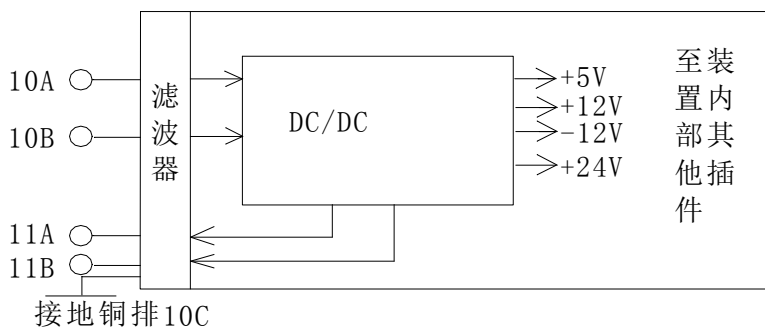 10A
10B
11A
11B
接地铜排10C
滤波器
DC/DC
+5V
+12V
-12V
+24V
至装
置内
部其
他插
件